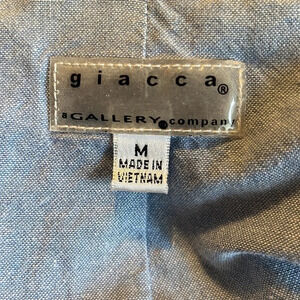 giacca®
a GALLERY. company
M
MADE IN
VIETNAM